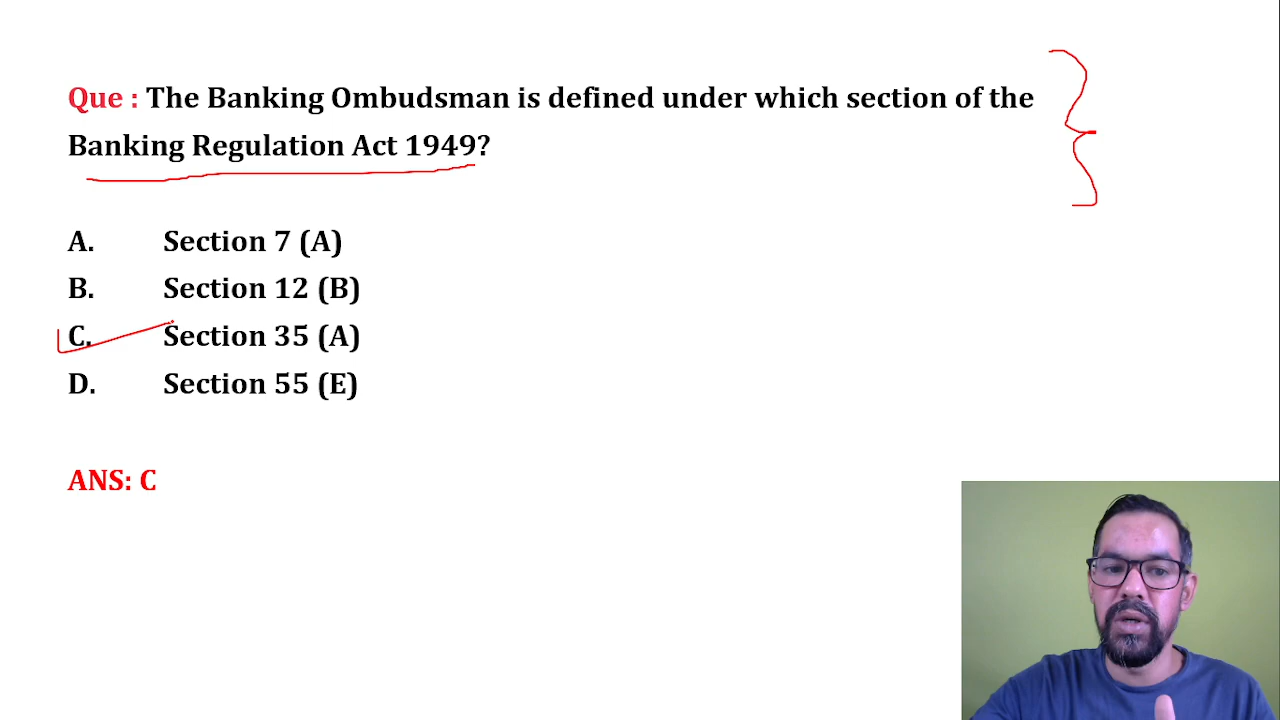 Que : The Banking Ombudsman is defined under which section of the
Banking Regulation Act 1949?
A. Section 7 (A)
B. Section 12 (B)
C. Section 35 (A)
D. Section 55 (E)
ANS: C